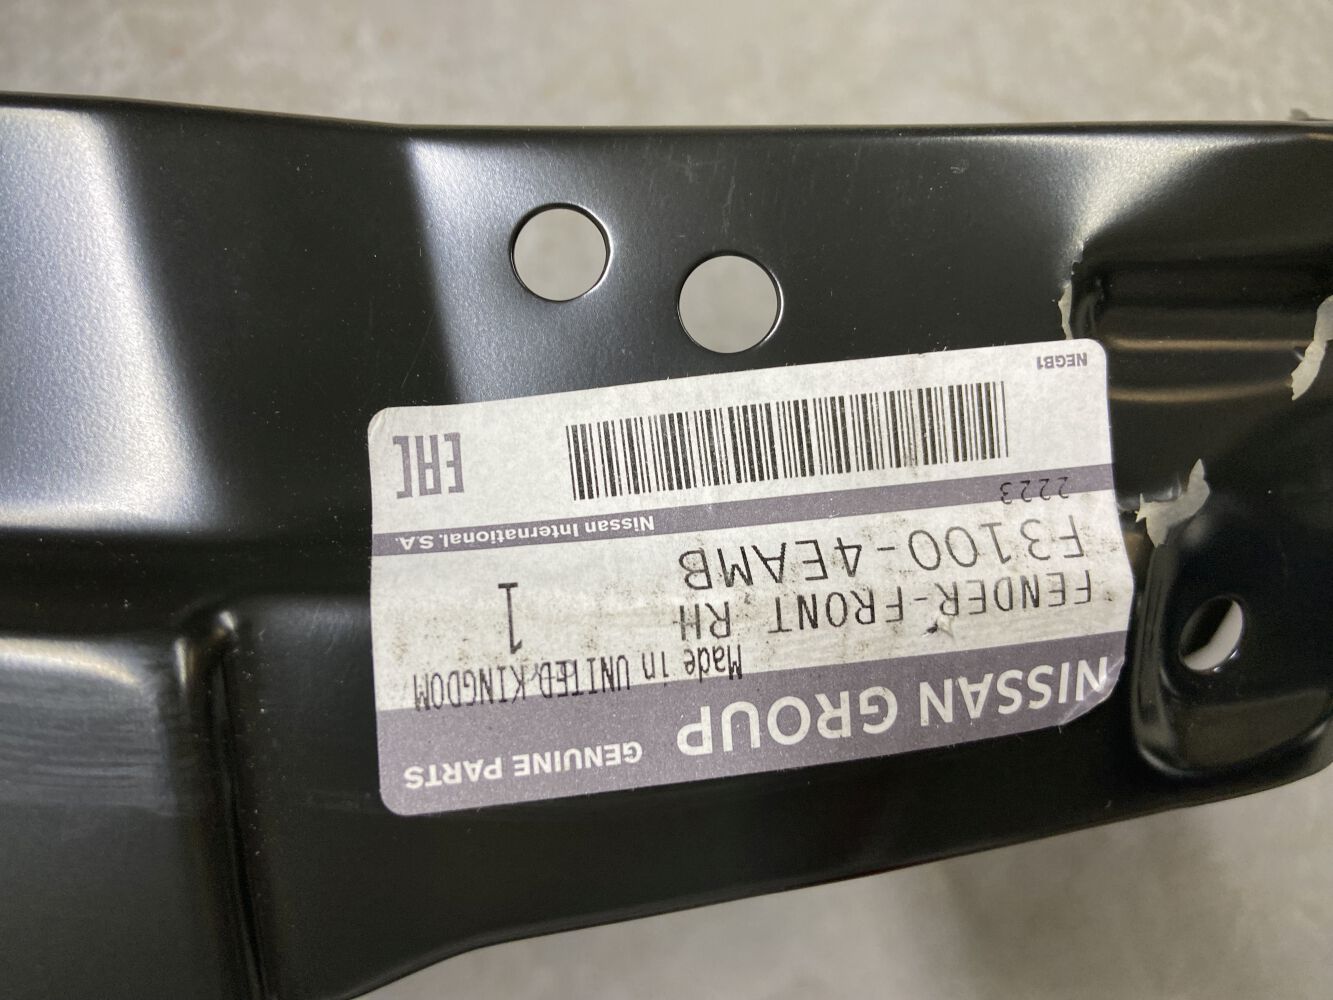 NISSAN GROUP GENUINE PARTS
Made in UNITED KINGDOM
FENDER-FRONT RH
1
F3100-4EAMB
2223
Nissan International. S.A.
EAC
NEGB1